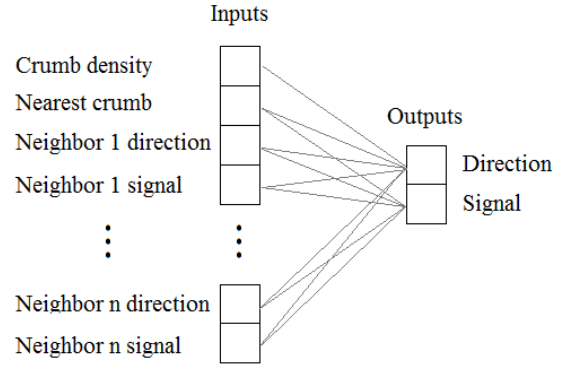 Inputs
Crumb density
Nearest crumb
Neighbor 1 direction
Neighbor 1 signal
Neighbor n direction
Neighbor n signal
Outputs
Direction
Signal